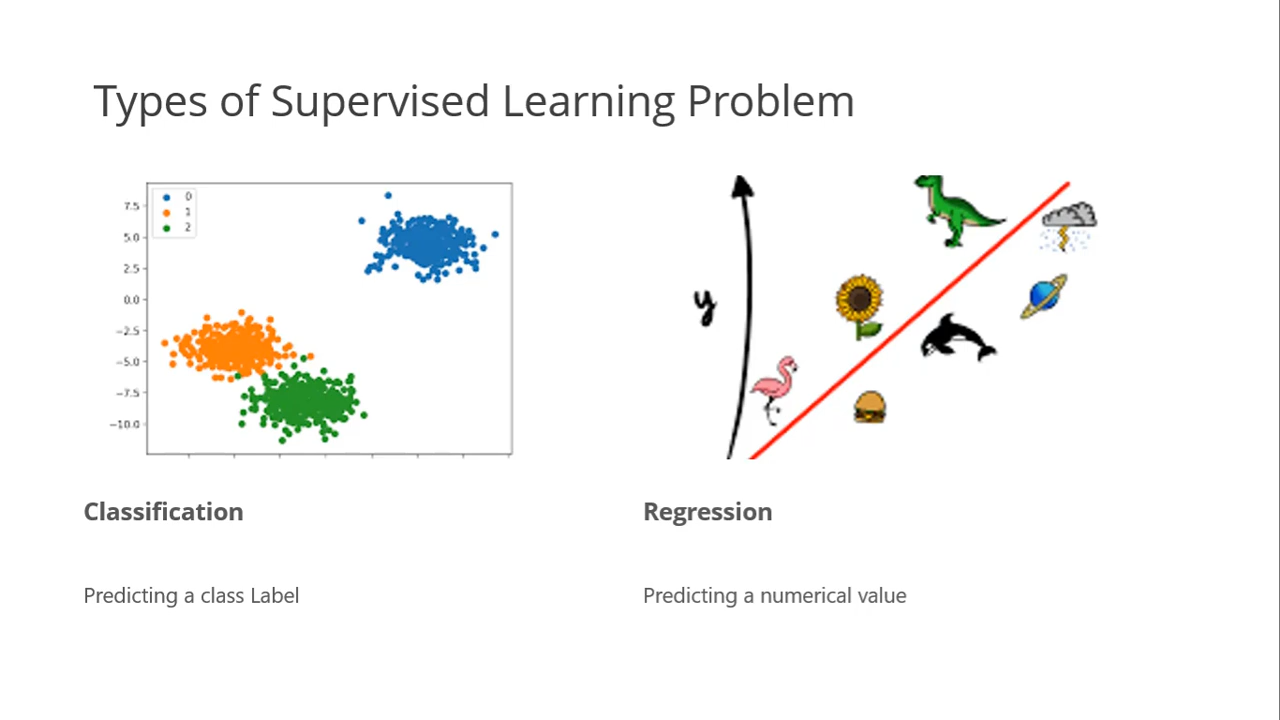 Types of Supervised Learning Problem
0
1
2
7.5
5.0
2.5
0.0
−2.5
−5.0
−7.5
−10.0
y
Classification
Regression
Predicting a class Label
Predicting a numerical value